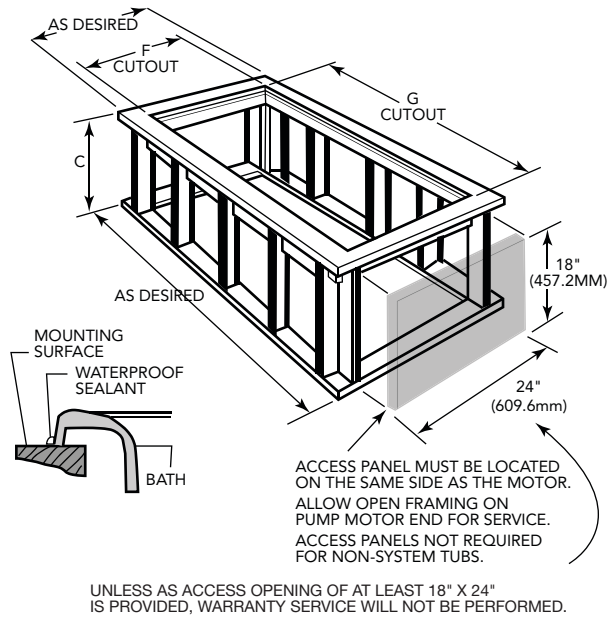 AS DESIRED
F
CUTOUT
G
CUTOUT
C
18"
(457.2MM)
AS DESIRED
24"
(609.6mm)
MOUNTING
SURFACE
WATERPROOF
SEALANT
BATH
ACCESS PANEL MUST BE LOCATED
ON THE SAME SIDE AS THE MOTOR.
ALLOW OPEN FRAMING ON
PUMP MOTOR END FOR SERVICE.
ACCESS PANELS NOT REQUIRED
FOR NON-SYSTEM TUBS.
UNLESS AS ACCESS OPENING OF AT LEAST 18" X 24"
IS PROVIDED, WARRANTY SERVICE WILL NOT BE PERFORMED.